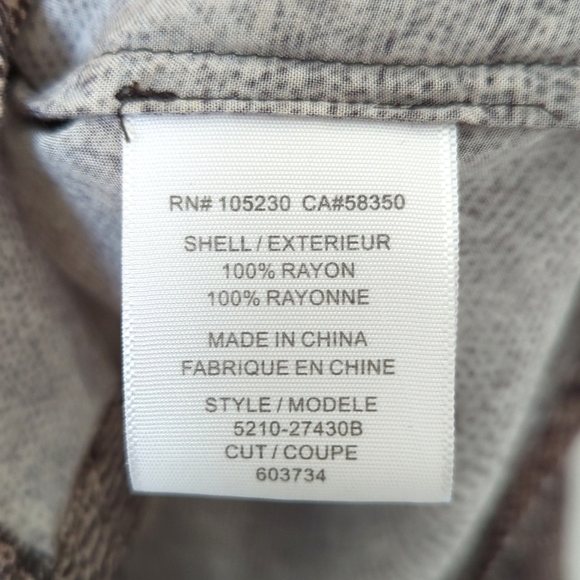 RN# 105230 CA#58350
SHELL / EXTERIEUR
100% RAYON
100% RAYONNE
MADE IN CHINA
FABRIQUE EN CHINE
STYLE / MODELE
5210-27430B
CUT / COUPE
603734